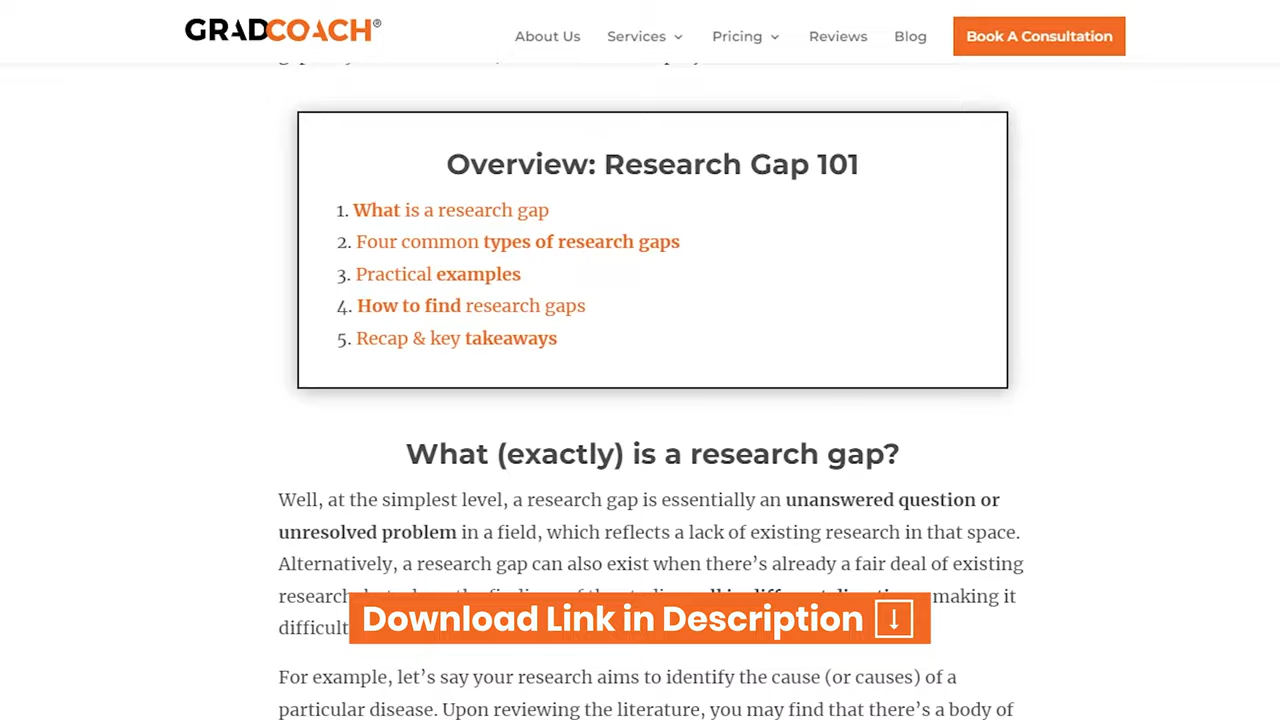 GRADCOACH®
About Us Services Pricing Reviews Blog Book A Consultation
Overview: Research Gap 101
1. What is a research gap
2. Four common types of research gaps
3. Practical examples
4. How to find research gaps
5. Recap & key takeaways
What (exactly) is a research gap?
Well, at the simplest level, a research gap is essentially an unanswered question or
unresolved problem in a field, which reflects a lack of existing research in that space.
Alternatively, a research gap can also exist when there's already a fair deal of existing
research making it
Download Link in Description ↓
difficult
For example, let's say your research aims to identify the cause (or causes) of a
particular disease. Upon reviewing the literature, you may find that there's a body of